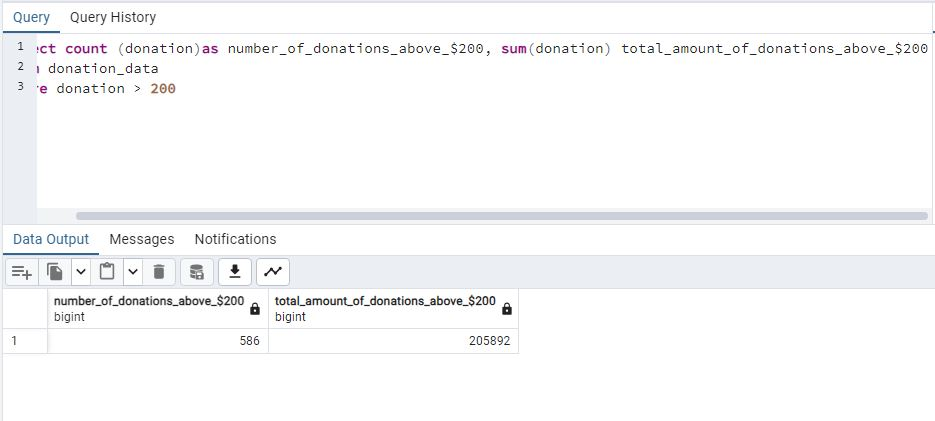 Query Query History
1 ect count (donation)as number_of_donations_above_$200, sum(donation) total_amount_of_donations_above_$200
2 donation_data
3 re donation > 200
Data Output Messages Notifications
number_of_donations_above_$200 total_amount_of_donations_above_$200
bigint bigint
1 586 205892